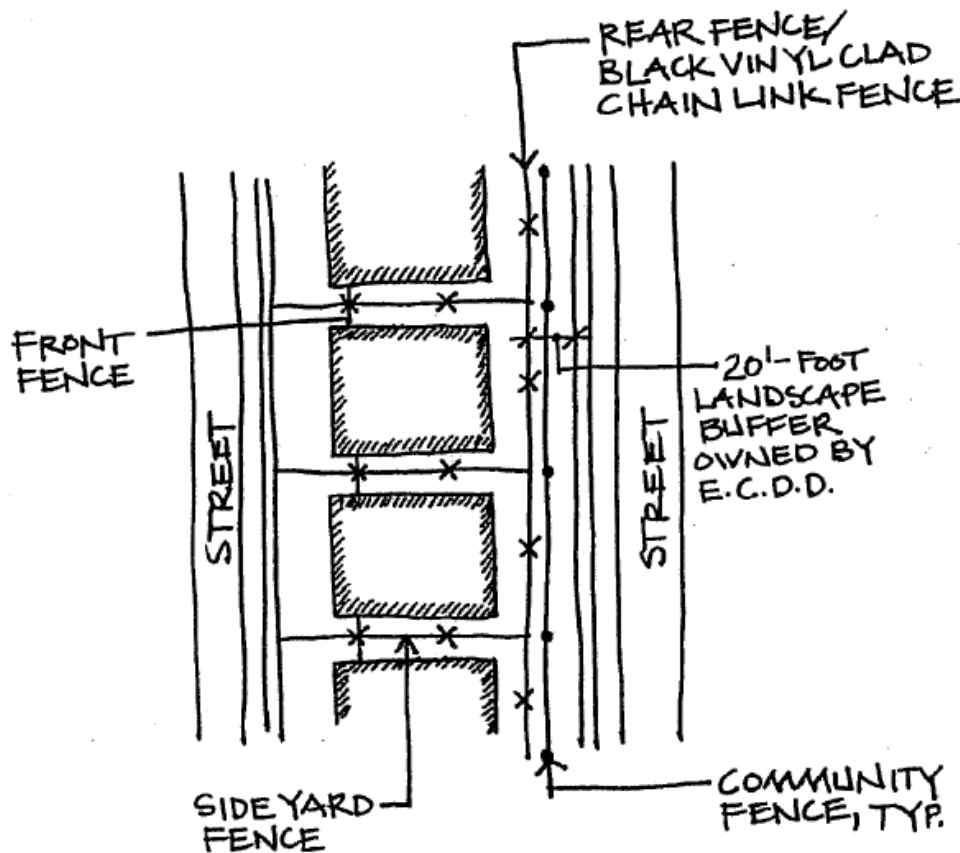 REAR FENCE/
BLACK VINYL CLAD
CHAIN LINK FENCE
FRONT
FENCE
STREET
20'-FOOT
LANDSCAPE
BUFFER
OWNED BY
E.C.D.D.
STREET
SIDE YARD
FENCE
COMMUNITY
FENCE, TYP.